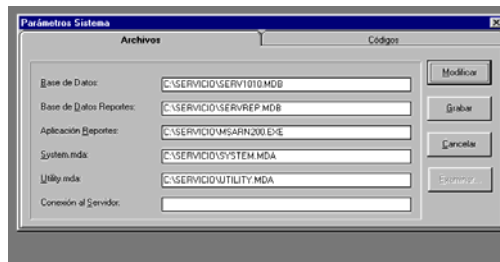 Parámetros Sistema
Archivos
Códigos
Base de Datos: C:\SERVICIO\SERV1010.MDB
Base de Datos Reportes: C:\SERVICIO\SERVREP.MDB
Aplicación Reportes: C:\SERVICIO\MSARN200.EXE
System.mda: C:\SERVICIO\SYSTEM.MDA
Utility.mda: C:\SERVICIO\UTILITY.MDA
Conexión al Servidor:
Modificar
Grabar
Cancelar
Examinar...